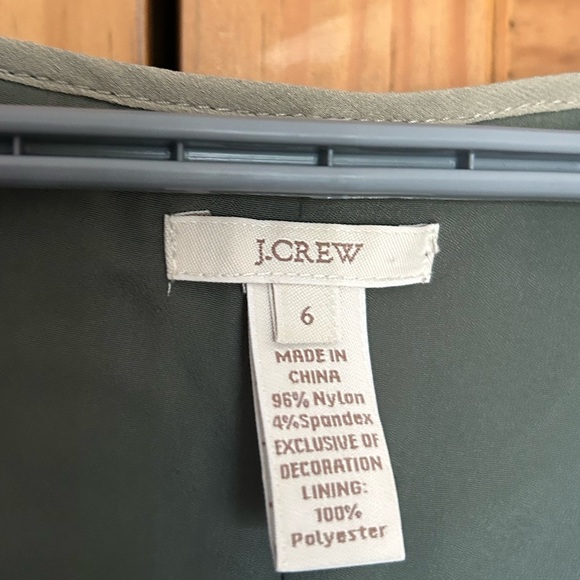 J.CREW
6
MADE IN
CHINA
96% Nylon
4%Spandex
EXCLUSIVE OF
DECORATION
LINING:
100%
Polyester